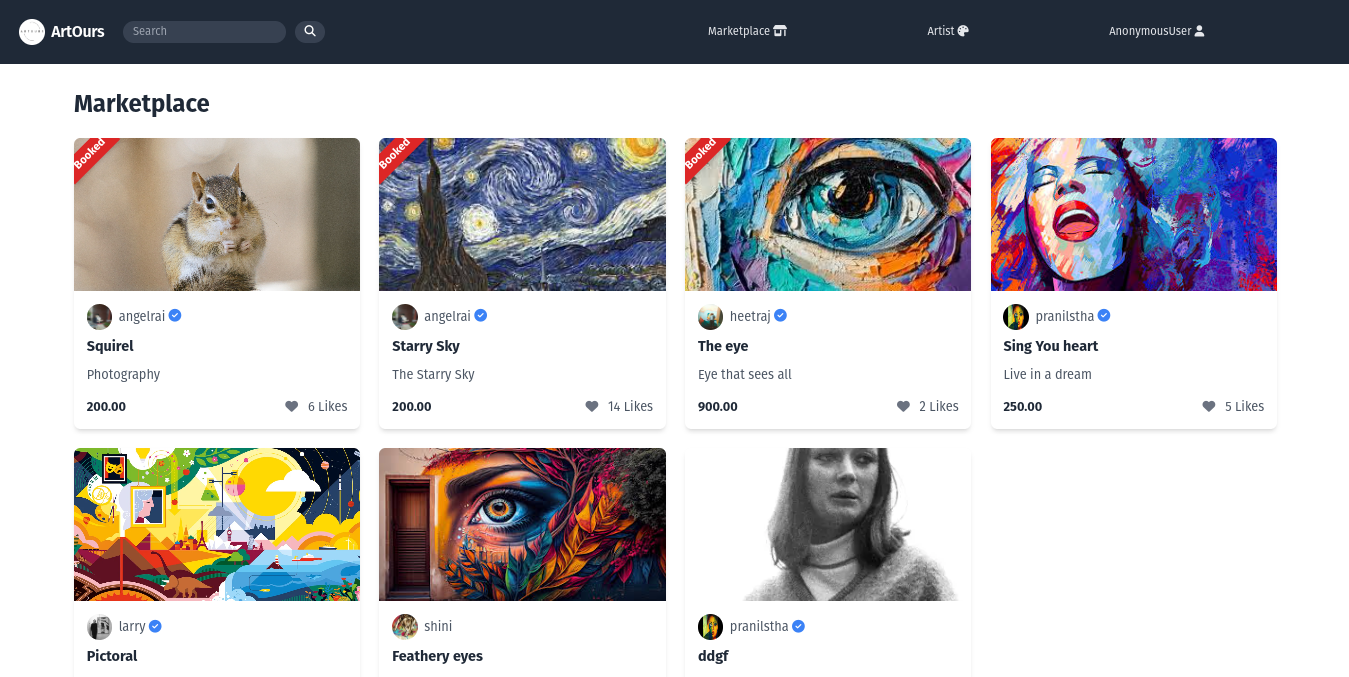 ArtOurs
Search
Marketplace
Artist
AnonymousUser
Marketplace
Booked
Booked
Booked
angelrai
angelrai
heetraj
pranilstha
Squirel
Starry Sky
The eye
Sing You heart
Photography
The Starry Sky
Eye that sees all
Live in a dream
200.00
6 Likes
200.00
14 Likes
900.00
2 Likes
250.00
5 Likes
larry
shini
pranilstha
Pictoral
Feathery eyes
ddgf